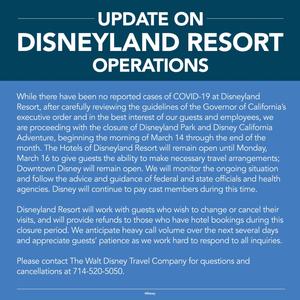 UPDATE ON
DISNEYLAND RESORT
OPERATIONS
While there have been no reported cases of COVID-19 at Disneyland
Resort, after carefully reviewing the guidelines of the Governor of California's
executive order and in the best interest of our guests and employees, we
are proceeding with the closure of Disneyland Park and Disney California
Adventure, beginning the morning of March 14 through the end of the
month. The Hotels of Disneyland Resort will remain open until Monday,
March 16 to give guests the ability to make necessary travel arrangements;
Downtown Disney will remain open. We will monitor the ongoing situation
and follow the advice and guidance of federal and state officials and health
agencies. Disney will continue to pay cast members during this time.
Disneyland Resort will work with guests who wish to change or cancel their
visits, and will provide refunds to those who have hotel bookings during this
closure period. We anticipate heavy call volume over the next several days
and appreciate guests' patience as we work hard to respond to all inquiries.
Please contact The Walt Disney Travel Company for questions and
cancellations at 714-520-5050.
©Disney